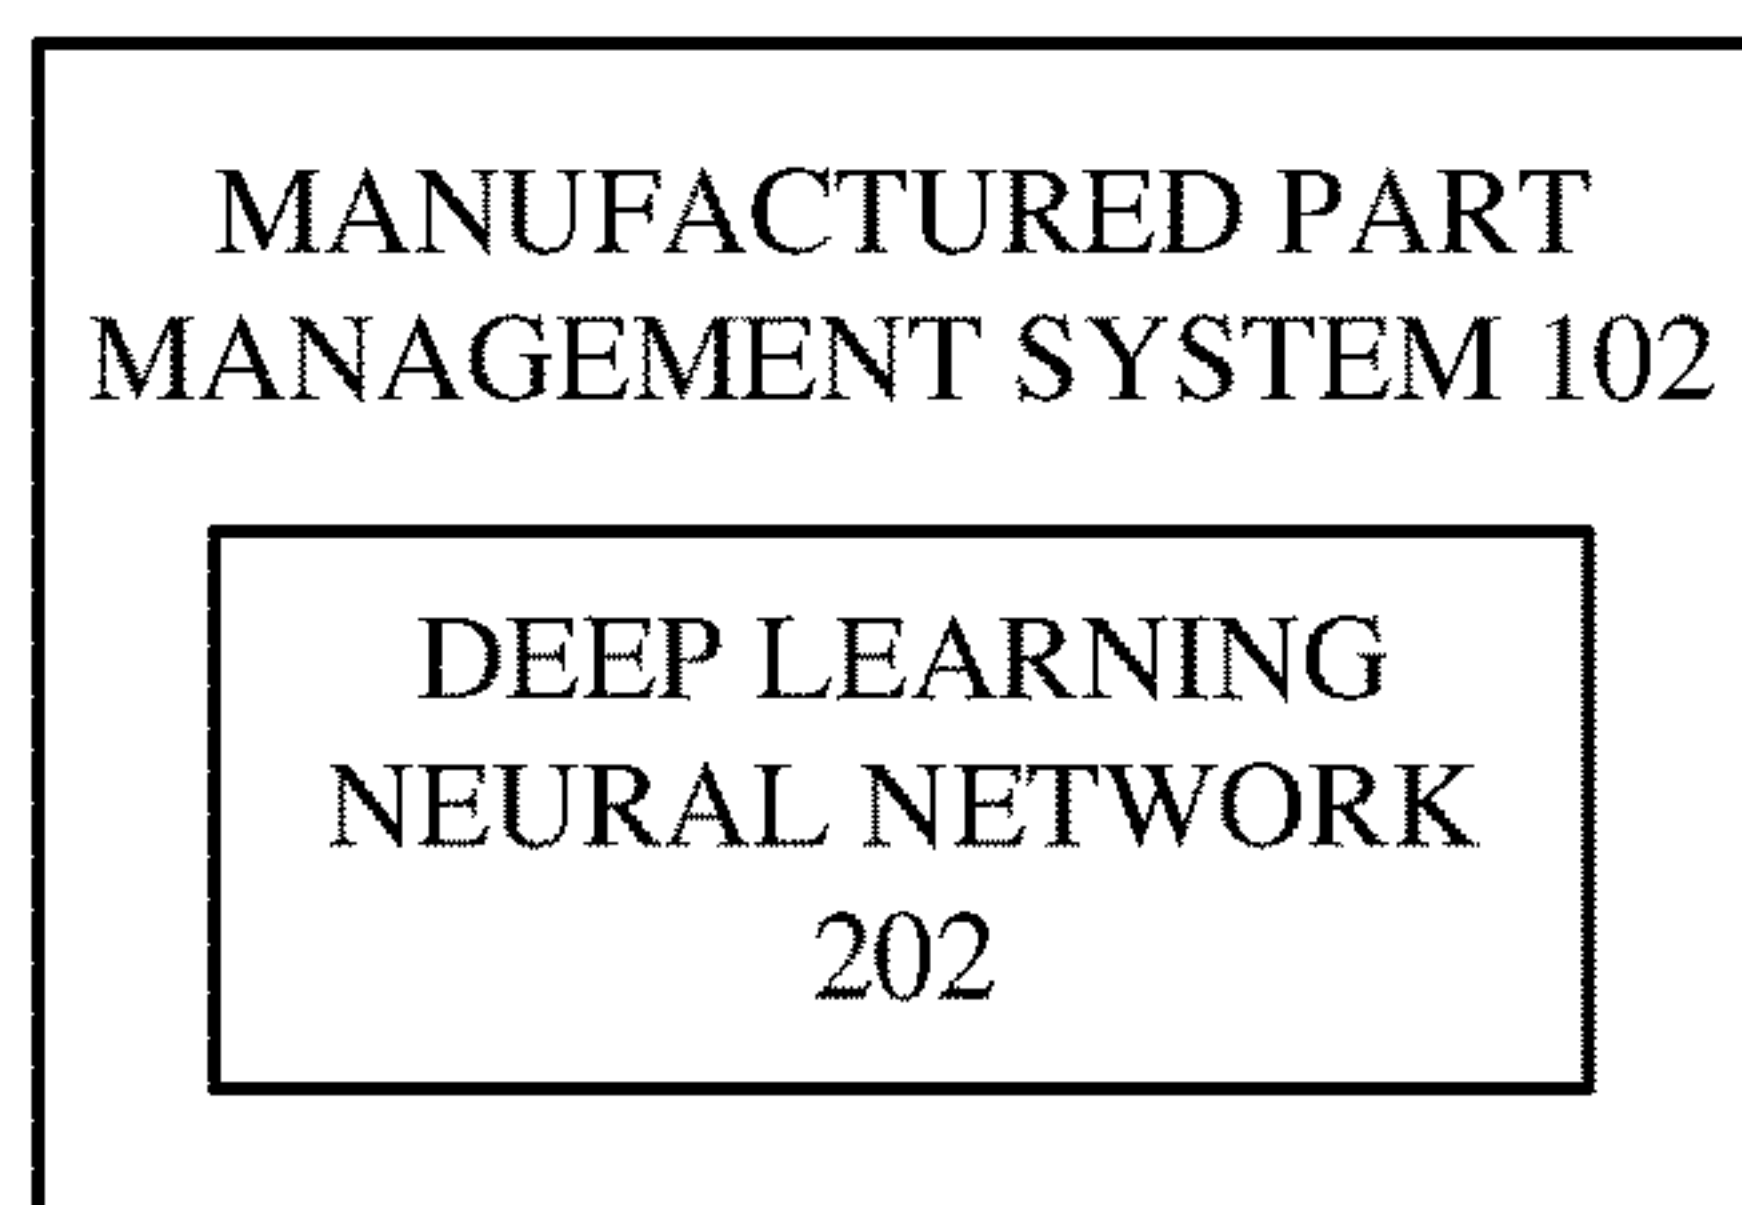 MANUFACTURED PART
MANAGEMENT SYSTEM 102
DEEP LEARNING
NEURAL NETWORK
202